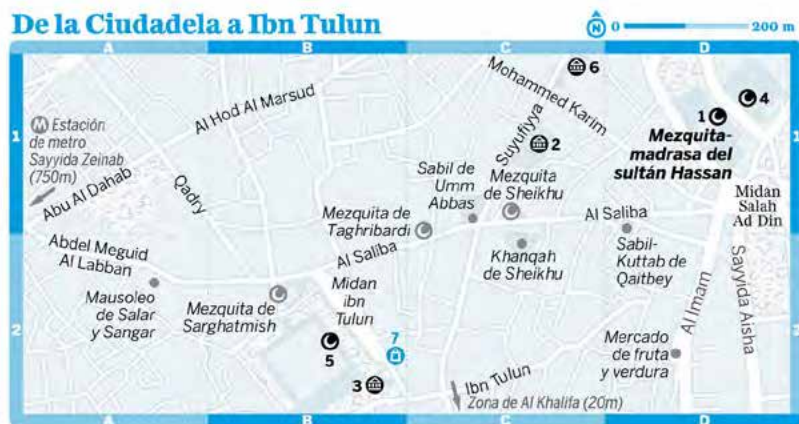 De la Ciudadela a Ibn Tulun
N 0 200 m
A B C D
1
Mohammed Karim
6
4
1
Mezquita-
madrasa del
sultán Hassan
Al Hod Al Marsud
M Estación
de metro
Sayyida Zeinab
(750m)
Suyufiyya
2
1
Abu Al Dahab
Qadry
Sabil de
Umm
Abbas
Mezquita
de Sheikhu
Midan
Salah
Ad Din
Mezquita de
Taghribardi
Al Saliba
Abdel Meguid
Al Labban
Al Saliba
Khanqah
de Sheikhu
Sabil-
Kuttab de
Qaitbey
Sayyida Aisha
Mausoleo
de Salar
y Sangar
Mezquita de
Sarghatmish
Midan
ibn
Tulun
Al Imam
2
5
7
Mercado
de fruta
y verdura
2
3
Ibn Tulun
Zona de Al Khalifa (20m)
A B C D